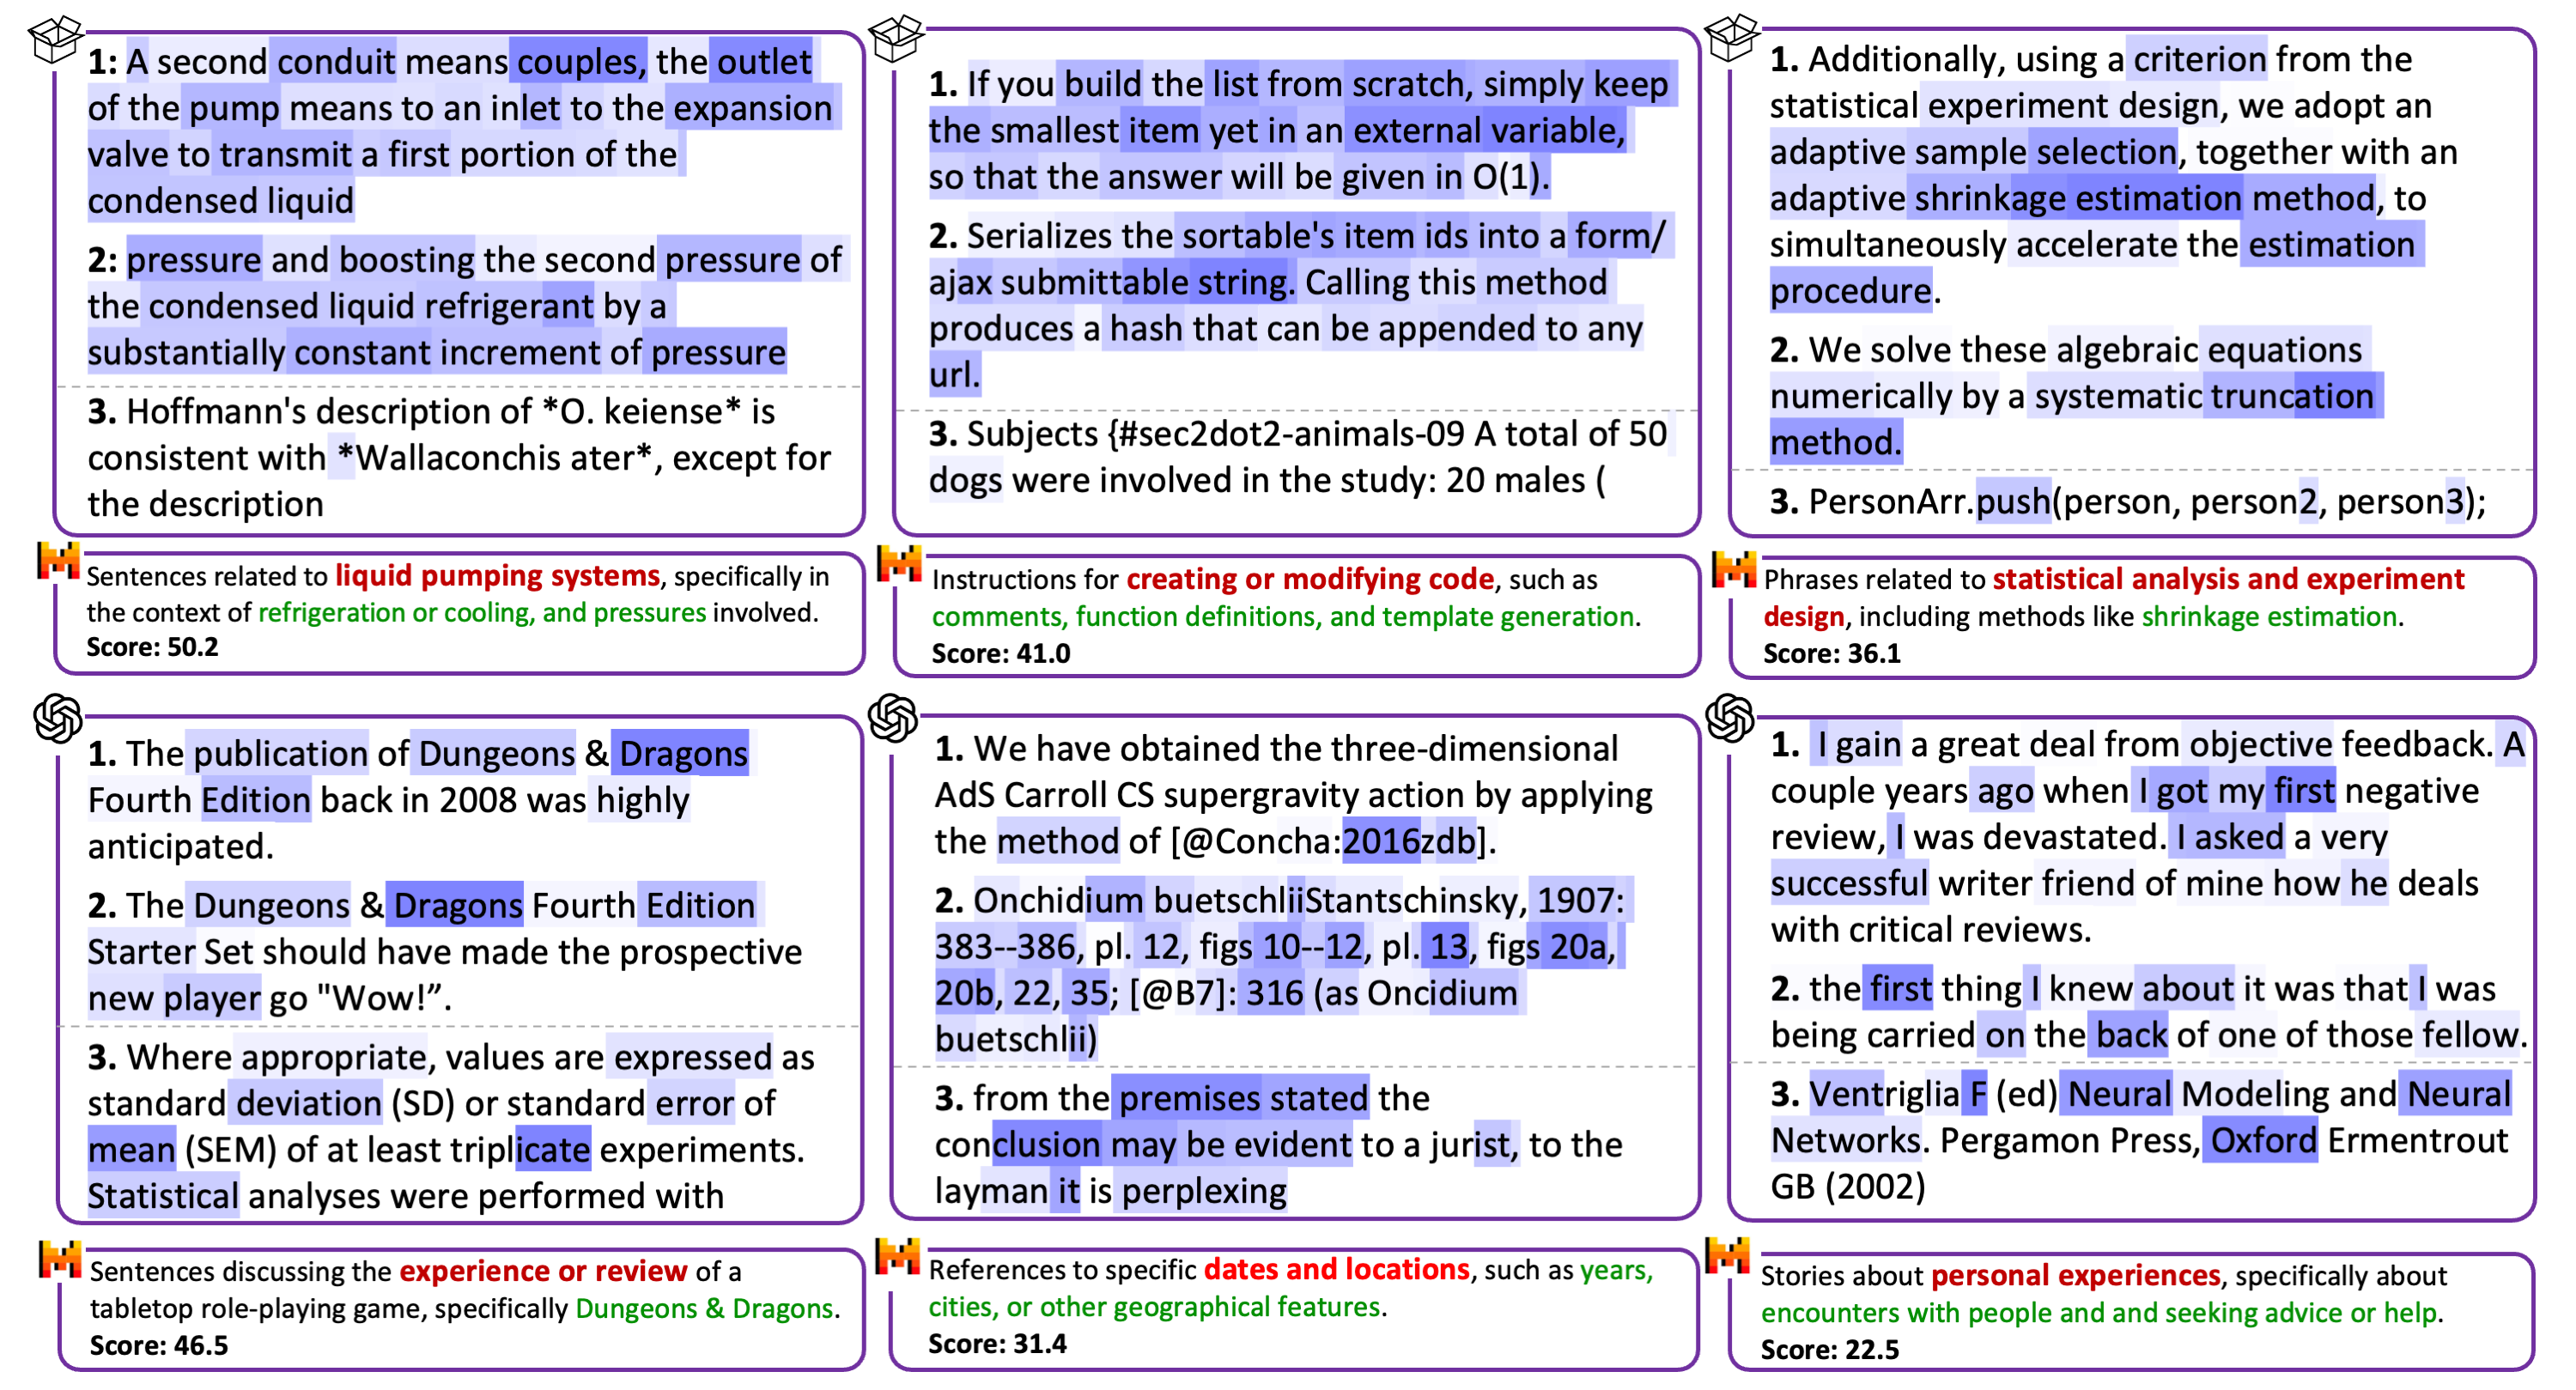 1: A second conduit means couples, the outlet
of the pump means to an inlet to the expansion
valve to transmit a first portion of the
condensed liquid
2: pressure and boosting the second pressure of
the condensed liquid refrigerant by a
substantially constant increment of pressure
3. Hoffmann's description of *O. keiense* is
consistent with *Wallaconchis ater*, except for
the description
Sentences related to liquid pumping systems, specifically in
the context of refrigeration or cooling, and pressures involved.
Score: 50.2
1. If you build the list from scratch, simply keep
the smallest item yet in an external variable,
so that the answer will be given in O(1).
2. Serializes the sortable's item ids into a form/
ajax submittable string. Calling this method
produces a hash that can be appended to any
url.
3. Subjects {#sec2dot2-animals-09 A total of 50
dogs were involved in the study: 20 males (
Instructions for creating or modifying code, such as
comments, function definitions, and template generation.
Score: 41.0
1. Additionally, using a criterion from the
statistical experiment design, we adopt an
adaptive sample selection, together with an
adaptive shrinkage estimation method, to
simultaneously accelerate the estimation
procedure.
2. We solve these algebraic equations
numerically by a systematic truncation
method.
3. PersonArr.push(person, person2, person3);
Phrases related to statistical analysis and experiment
design, including methods like shrinkage estimation.
Score: 36.1
1. The publication of Dungeons & Dragons
Fourth Edition back in 2008 was highly
anticipated.
2. The Dungeons & Dragons Fourth Edition
Starter Set should have made the prospective
new player go "Wow!”.
3. Where appropriate, values are expressed as
standard deviation (SD) or standard error of
mean (SEM) of at least triplicate experiments.
Statistical analyses were performed with
Sentences discussing the experience or review of a
tabletop role-playing game, specifically Dungeons & Dragons.
Score: 46.5
1. We have obtained the three-dimensional
AdS Carroll CS supergravity action by applying
the method of [@Concha:2016zdb].
2. Onchidium buetschliiStantschinsky, 1907:
383--386, pl. 12, figs 10--12, pl. 13, figs 20a,
20b, 22, 35; [@B7]: 316 (as Oncidium
buetschlii)
3. from the premises stated the
conclusion may be evident to a jurist, to the
layman it is perplexing
References to specific dates and locations, such as years,
cities, or other geographical features.
Score: 31.4
1. I gain a great deal from objective feedback. A
couple years ago when I got my first negative
review, I was devastated. I asked a very
successful writer friend of mine how he deals
with critical reviews.
2. the first thing I knew about it was that I was
being carried on the back of one of those fellow.
3. Ventriglia F (ed) Neural Modeling and Neural
Networks. Pergamon Press, Oxford Ermentrout
GB (2002)
Stories about personal experiences, specifically about
encounters with people and and seeking advice or help.
Score: 22.5